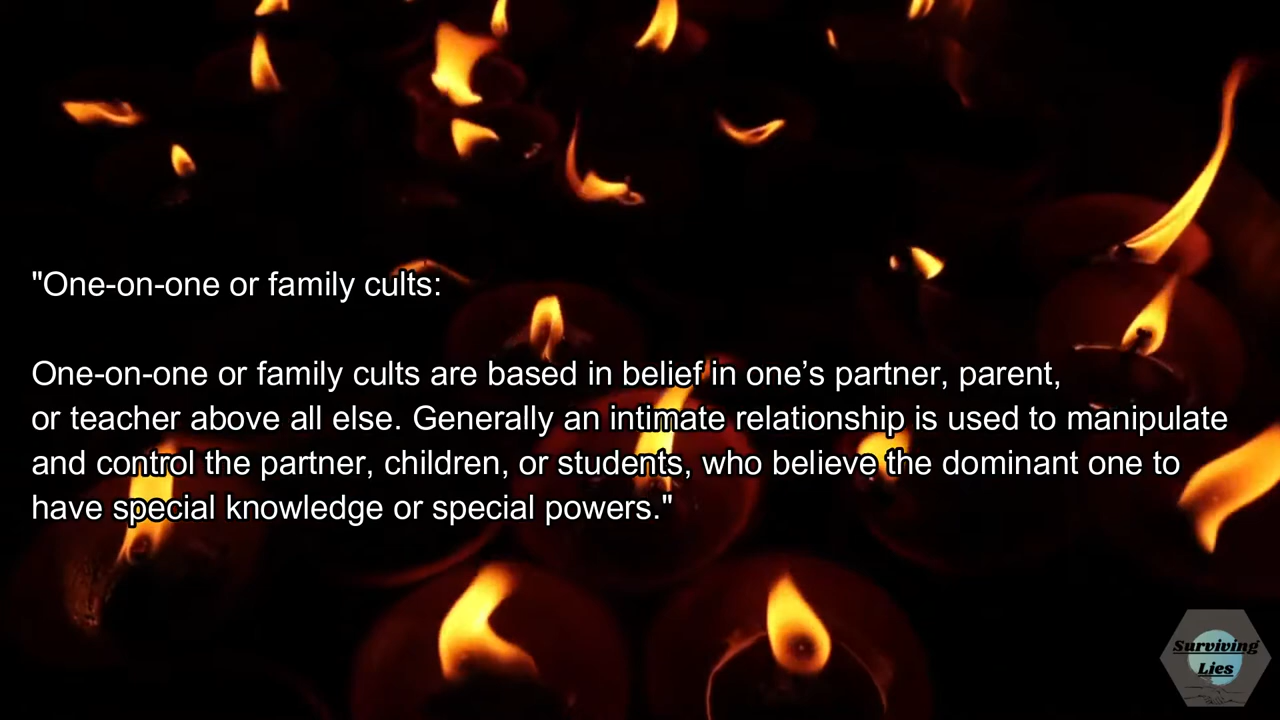 "One-on-one or family cults:
One-on-one or family cults are based in belief in one’s partner, parent,
or teacher above all else. Generally an intimate relationship is used to manipulate
and control the partner, children, or students, who believe the dominant one to
have special knowledge or special powers."
Surviving
Lies